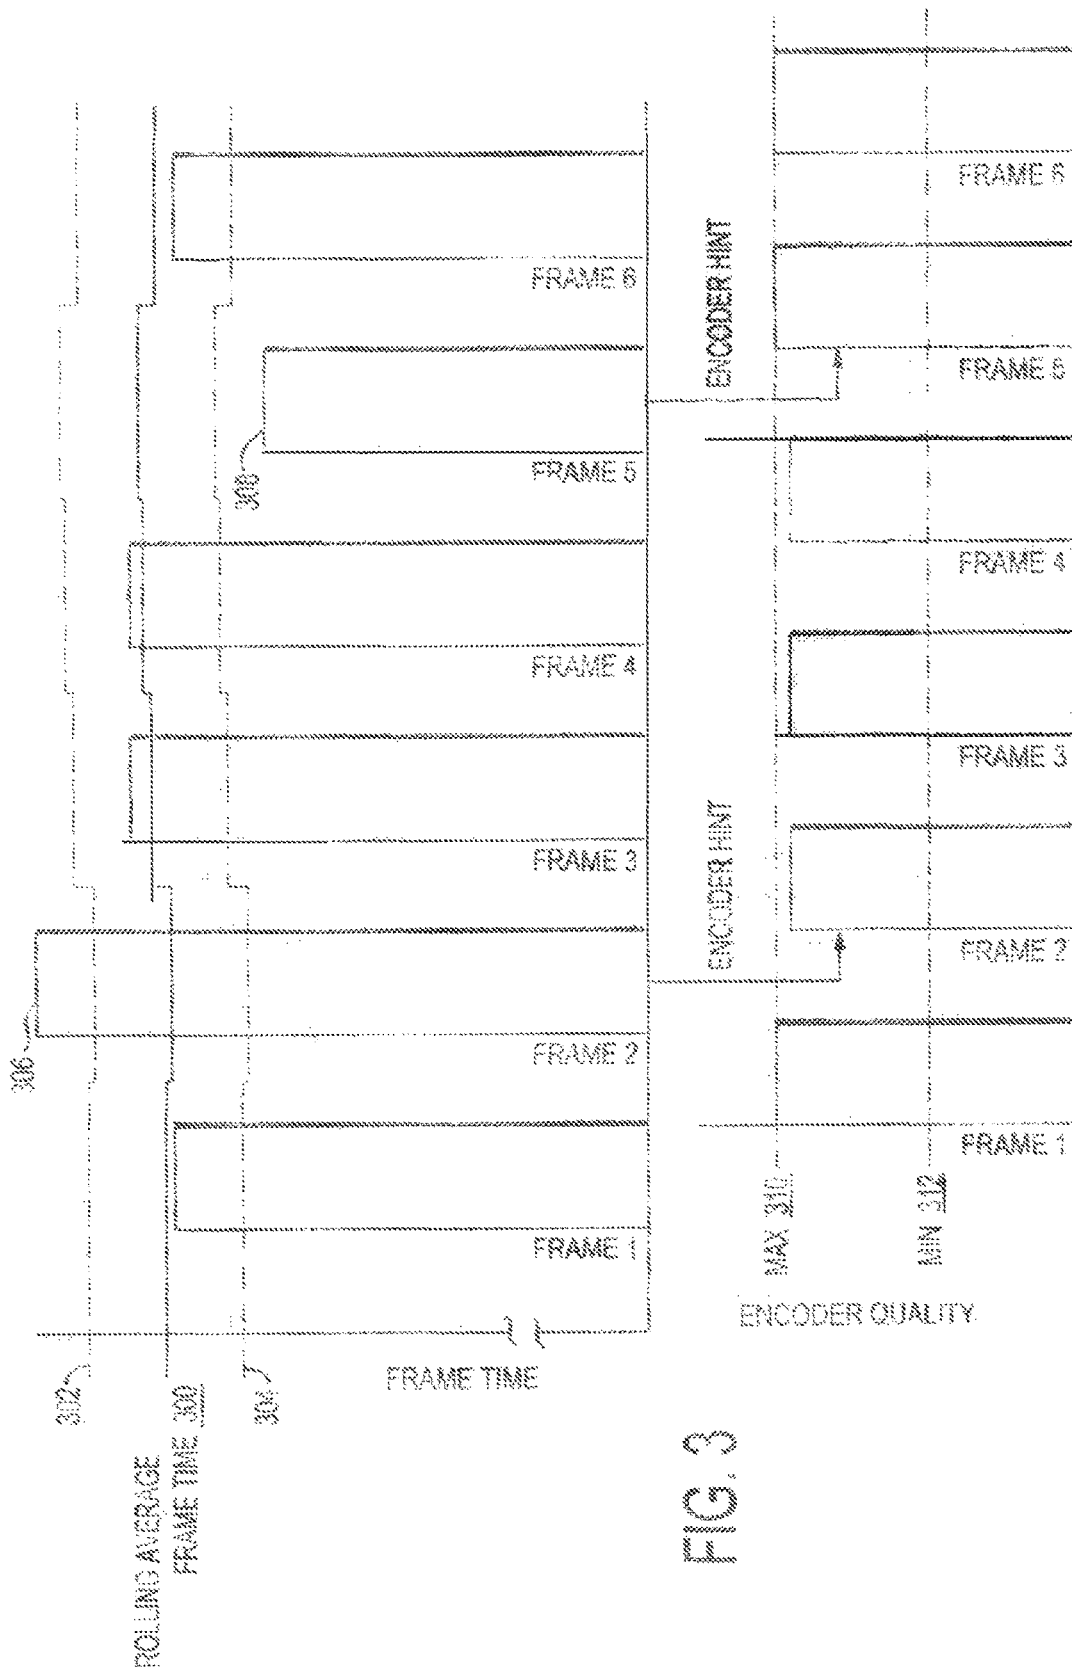 306
302
ROLLING AVERAGE
FRAME TIME 300
304
308
FRAME TIME
FRAME 1
FRAME 2
FRAME 3
FRAME 4
FRAME 5
FRAME 6
ENCODER HINT
ENCODER HINT
MAX 310
MIN 312
ENCODER QUALITY
FRAME 1
FRAME 2
FRAME 3
FRAME 4
FRAME 5
FRAME 6
FIG. 3